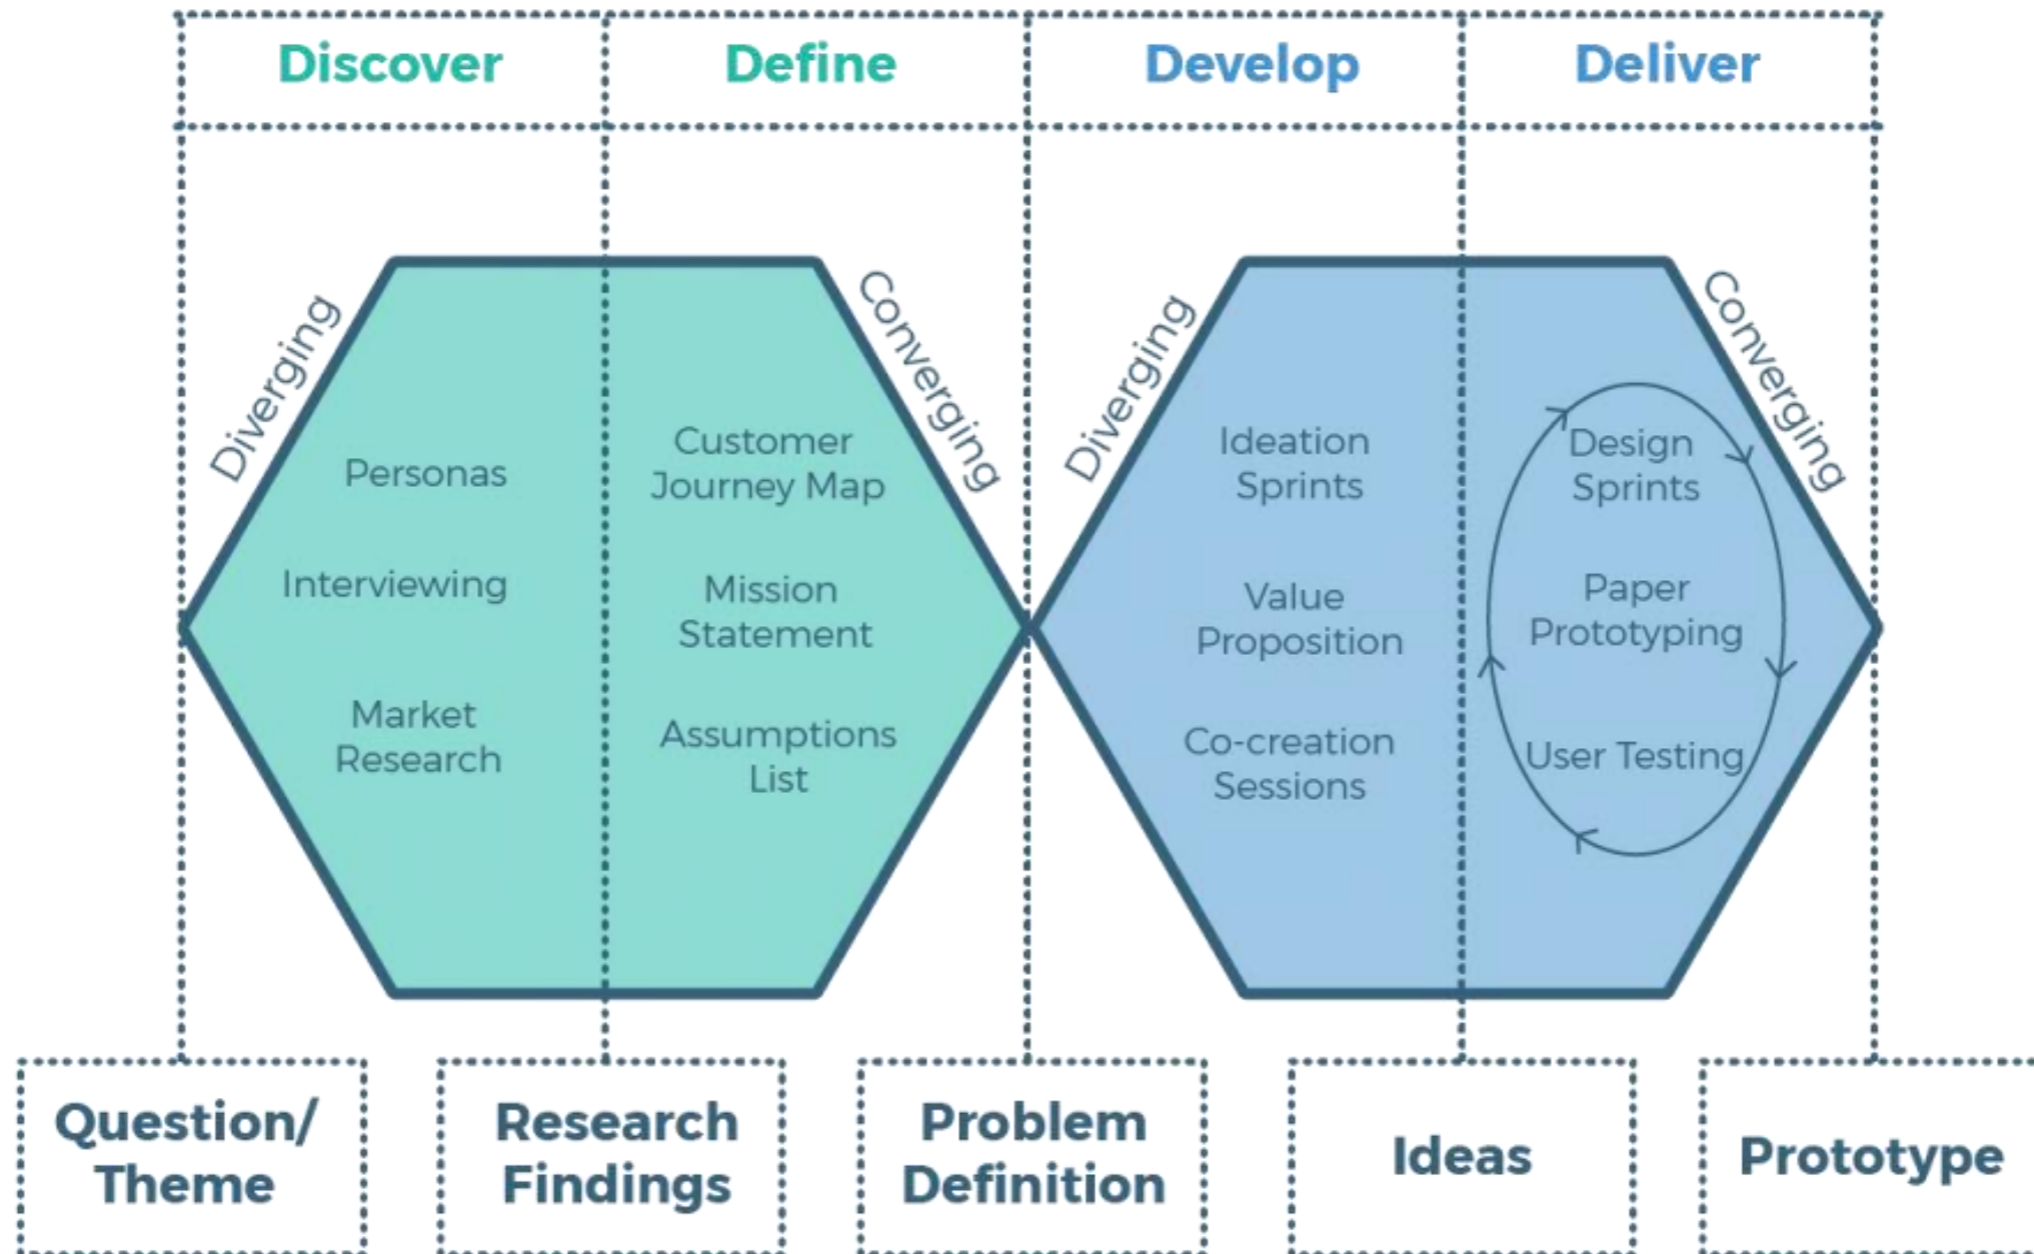 Discover
Define
Develop
Deliver
Diverging
Converging
Diverging
Converging
Personas
Interviewing
Market
Research
Customer
Journey Map
Mission
Statement
Assumptions
List
Ideation
Sprints
Value
Proposition
Co-creation
Sessions
Design
Sprints
Paper
Prototyping
User Testing
Question/
Theme
Research
Findings
Problem
Definition
Ideas
Prototype